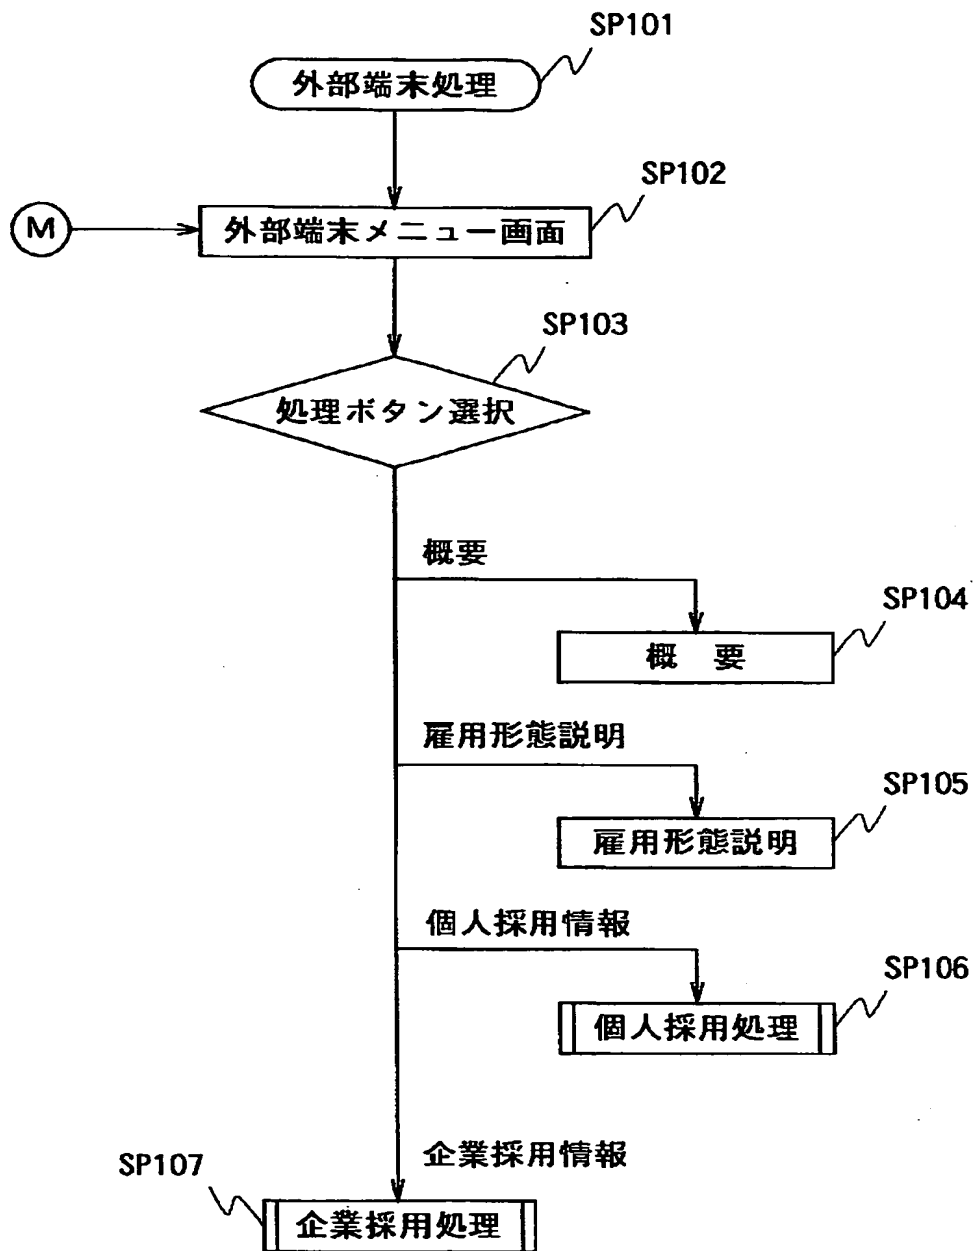 SP101
外部端末処理
SP102
M
外部端末メニュー画面
SP103
処理ボタン選択
概要
SP104
概 要
雇用形態説明
SP105
雇用形態説明
個人採用情報
SP106
個人採用処理
企業採用情報
SP107
企業採用処理